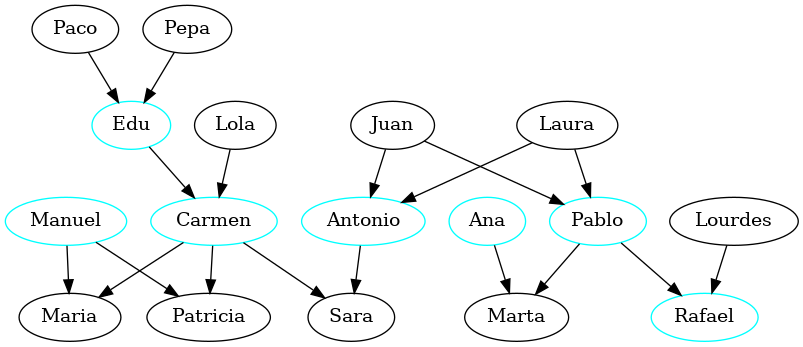 Paco
Pepa
Edu
Lola
Juan
Laura
Manuel
Carmen
Antonio
Ana
Pablo
Lourdes
Maria
Patricia
Sara
Marta
Rafael